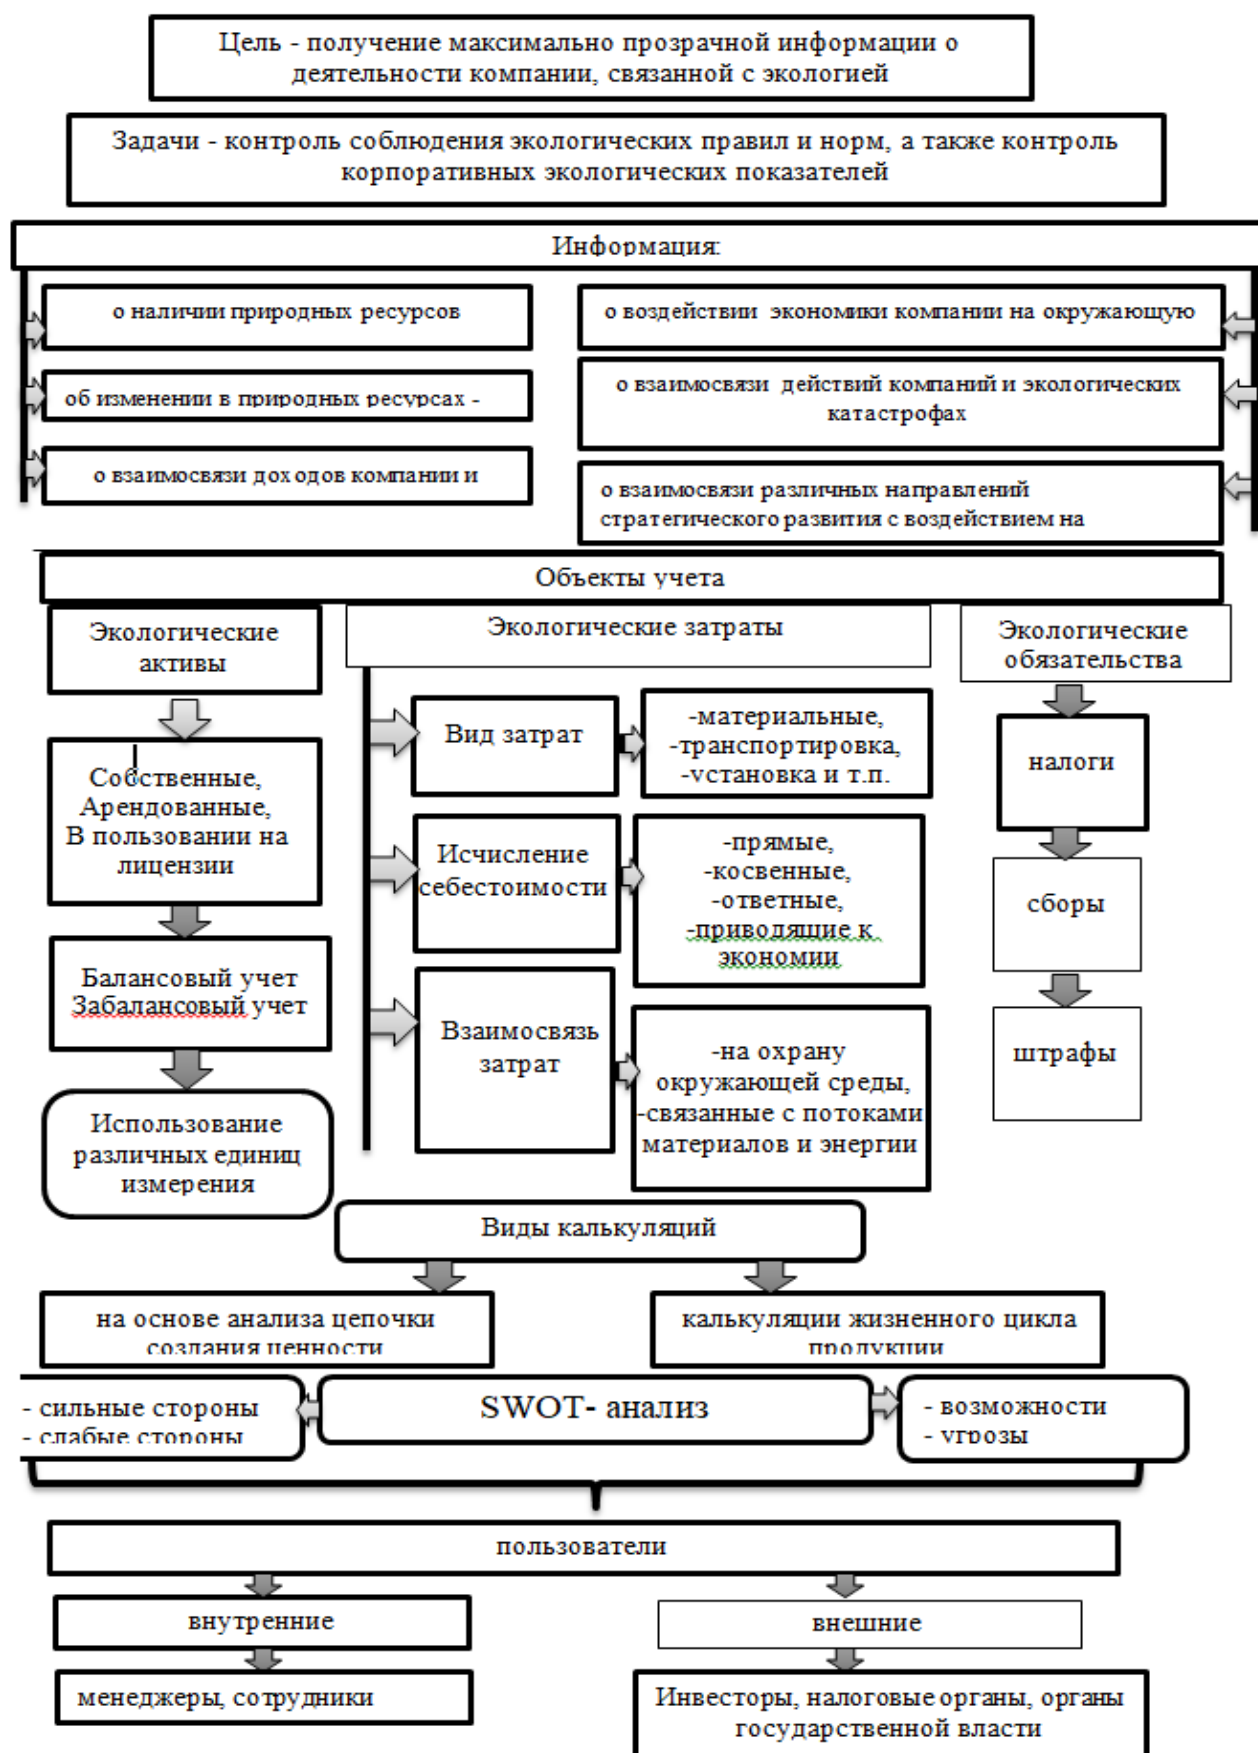 Цель - получение максимально прозрачной информации о
деятельности компании, связанной с экологией
Задачи - контроль соблюдения экологических правил и норм, а также контроль
корпоративных экологических показателей
Информация:
о наличии природных ресурсов
об изменении в природных ресурсах -
о взаимосвязи доходов компании и
о воздействии экономики компании на окружающую
о взаимосвязи действий компаний и экологических
катастрофах
о взаимосвязи различных направлений
стратегического развития с воздействием на
Объекты учета
Экологические
активы
Собственные,
Арендованные,
В пользовании на
лицензии
Балансовый учет
Забалансовый учет
Использование
различных единиц
измерения
Экологические затраты
Вид затрат
-материальные,
-транспортировка,
-установка и т.п.
Исчисление
себестоимости
-прямые,
-косвенные,
-ответные,
-приводящие к
экономии
Взаимосвязь
затрат
-на охрану
окружающей среды,
-связанные с потоками
материалов и энергии
Экологические
обязательства
налоги
сборы
штрафы
Виды калькуляций
на основе анализа цепочки
создания ценности
калькуляции жизненного цикла
продукции
- сильные стороны
- слабые стороны
SWOT- анализ
- возможности
- угрозы
пользователи
внутренние
менеджеры, сотрудники
внешние
Инвесторы, налоговые органы, органы
государственной власти